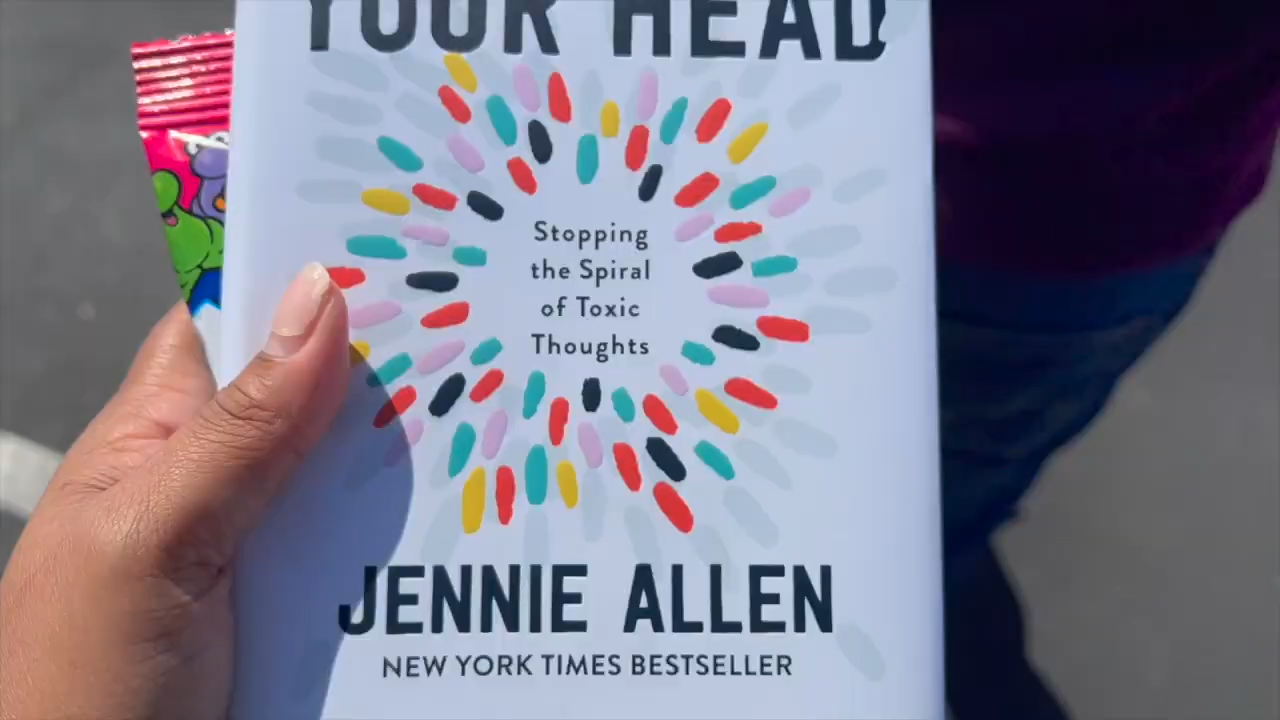 YOUR HEAD
Stopping
the Spiral
of Toxic
Thoughts
JENNIE ALLEN
NEW YORK TIMES BESTSELLER